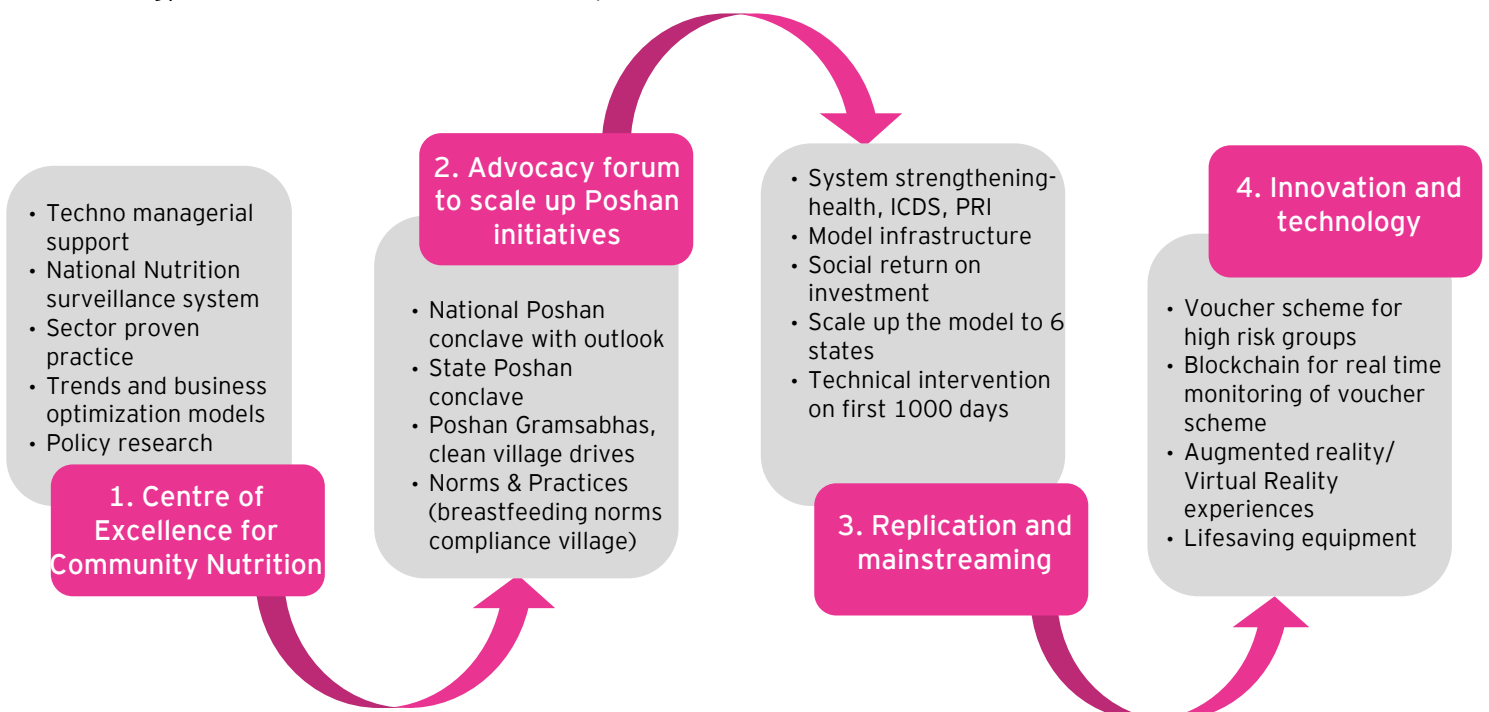 • Techno managerial
support
• National Nutrition
surveillance system
• Sector proven
practice
• Trends and business
optimization models
• Policy research
1. Centre of
Excellence for
Community Nutrition
2. Advocacy forum
to scale up Poshan
initiatives
• National Poshan
conclave with outlook
• State Poshan
conclave
• Poshan Gramsabhas,
clean village drives
• Norms & Practices
(breastfeeding norms
compliance village)
• System strengthening-
health, ICDS, PRI
• Model infrastructure
• Social return on
investment
• Scale up the model to 6
states
• Technical intervention
on first 1000 days
3. Replication and
mainstreaming
4. Innovation and
technology
• Voucher scheme for
high risk groups
• Blockchain for real time
monitoring of voucher
scheme
• Augmented reality/
Virtual Reality
experiences
• Lifesaving equipment